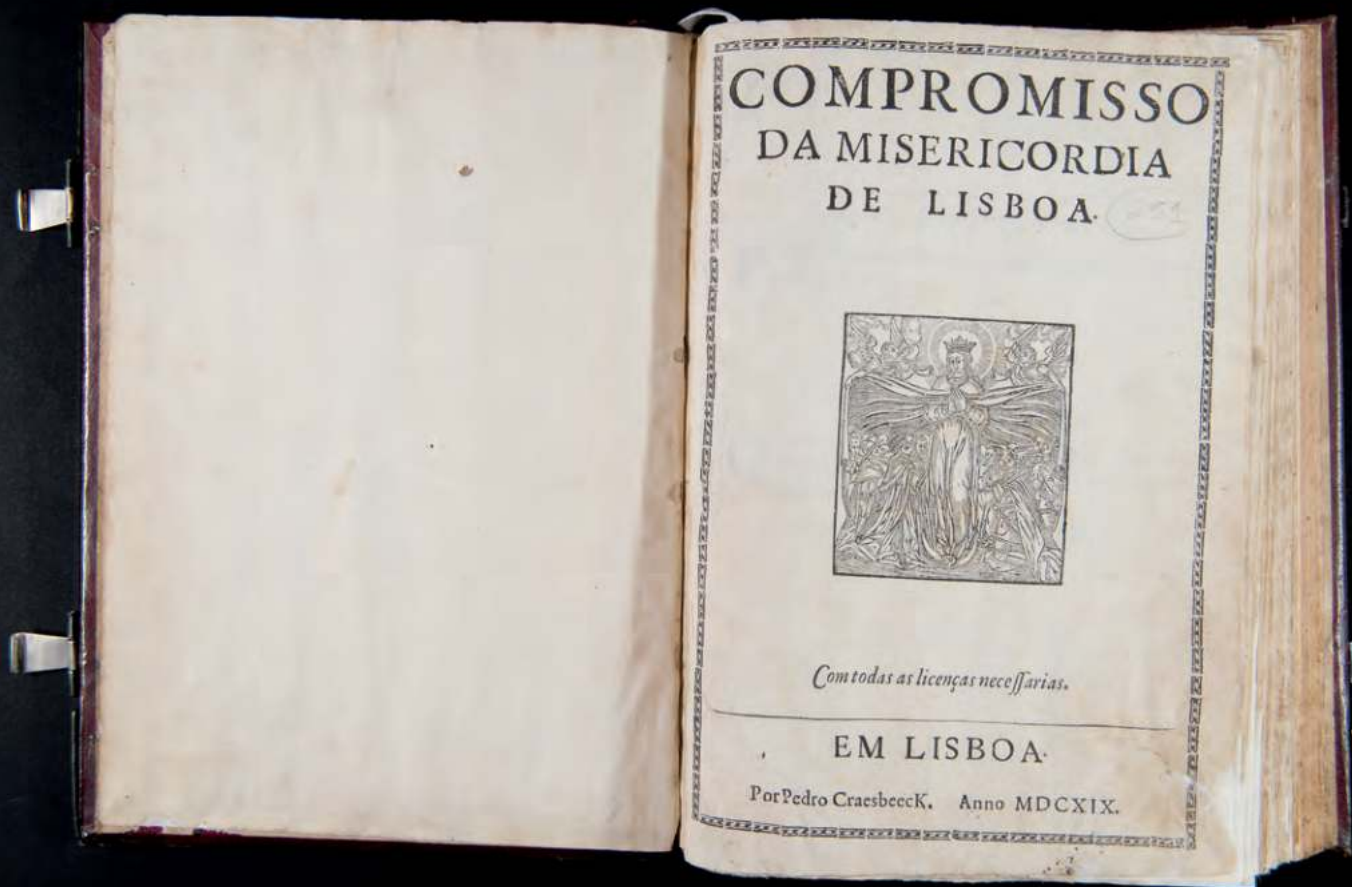 COMPROMISSO
DA MISERICORDIA
DE LISBOA.
Com todas as licenças neceſſarias.
EM LISBOA.
Por Pedro CraesbeecK. Anno MDCXIX.